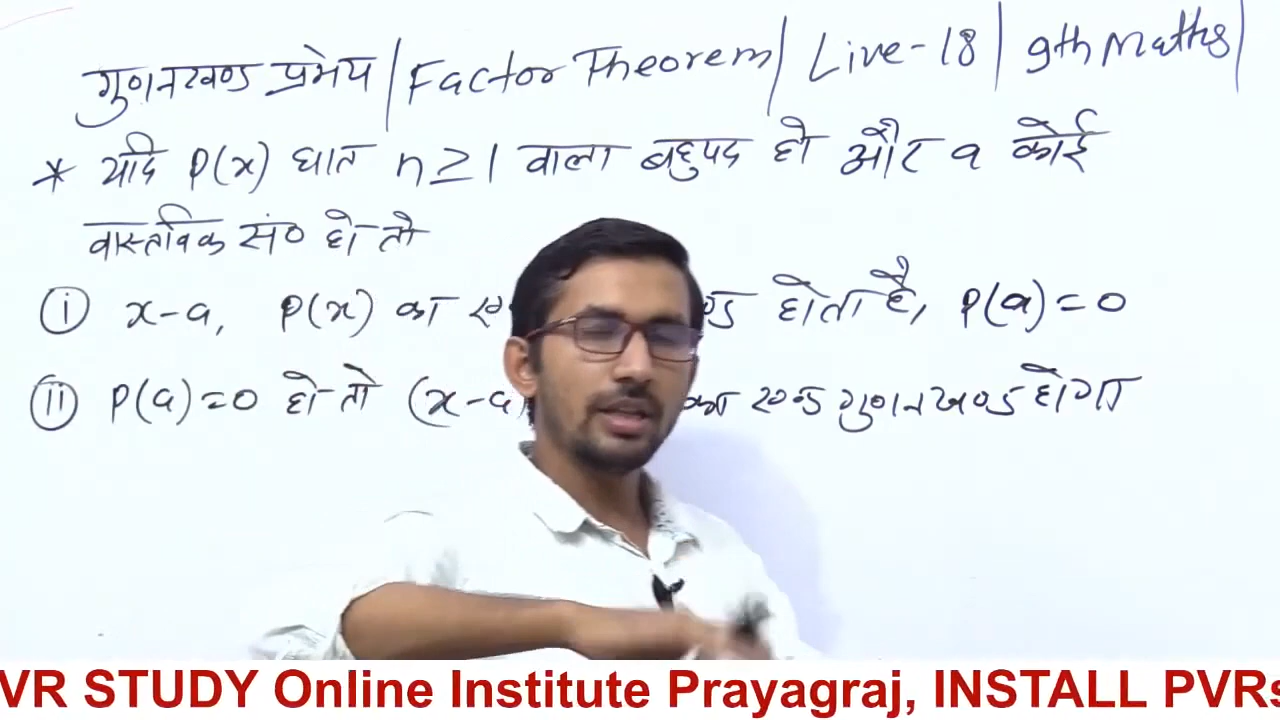 गुणनखण्ड प्रमेय | Factor Theorem | Live-18 | 9th Maths |
* यदि P(x) घात n ≥ 1 वाला बहुपद हो और a कोई
वास्तविक सं० हो तो
(i) x-a, P(x) का होता है, P(a) = 0
(ii) P(a) = 0 हो तो (x-a) का एक गुणनखण्ड होगा
VR STUDY Online Institute Prayagraj, INSTALL PVRs